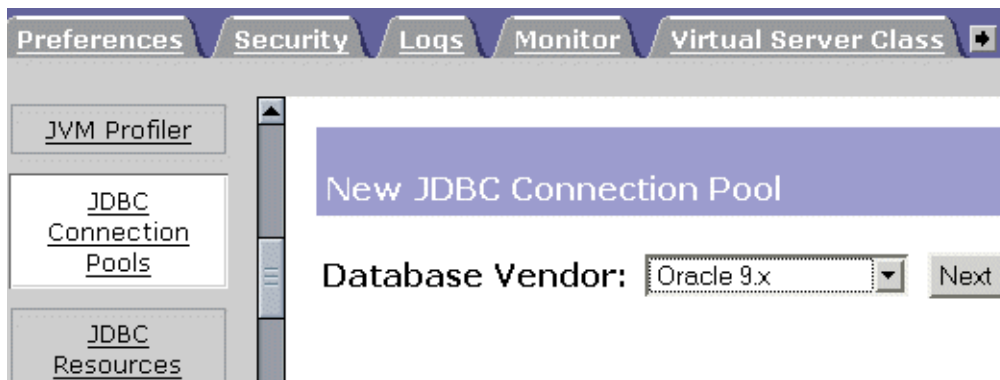 Preferences Security Logs Monitor Virtual Server Class
JVM Profiler
JDBC
Connection
Pools
JDBC
Resources
New JDBC Connection Pool
Database Vendor: Oracle 9.x Next